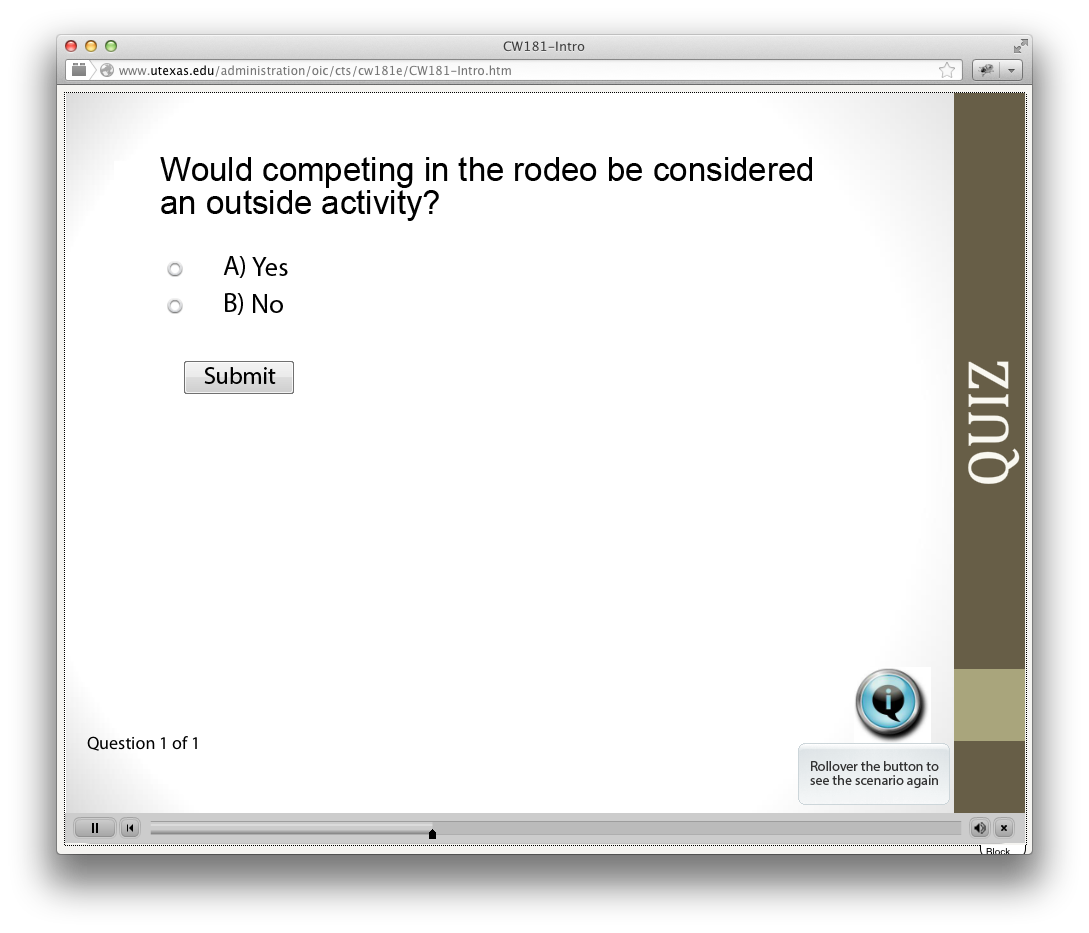 CW181-Intro
www.utexas.edu/administration/oic/cts/cw181e/CW181-Intro.htm
Would competing in the rodeo be considered
an outside activity?
A) Yes
B) No
Submit
QUIZ
i
Question 1 of 1
Rollover the button to
see the scenario again
Block